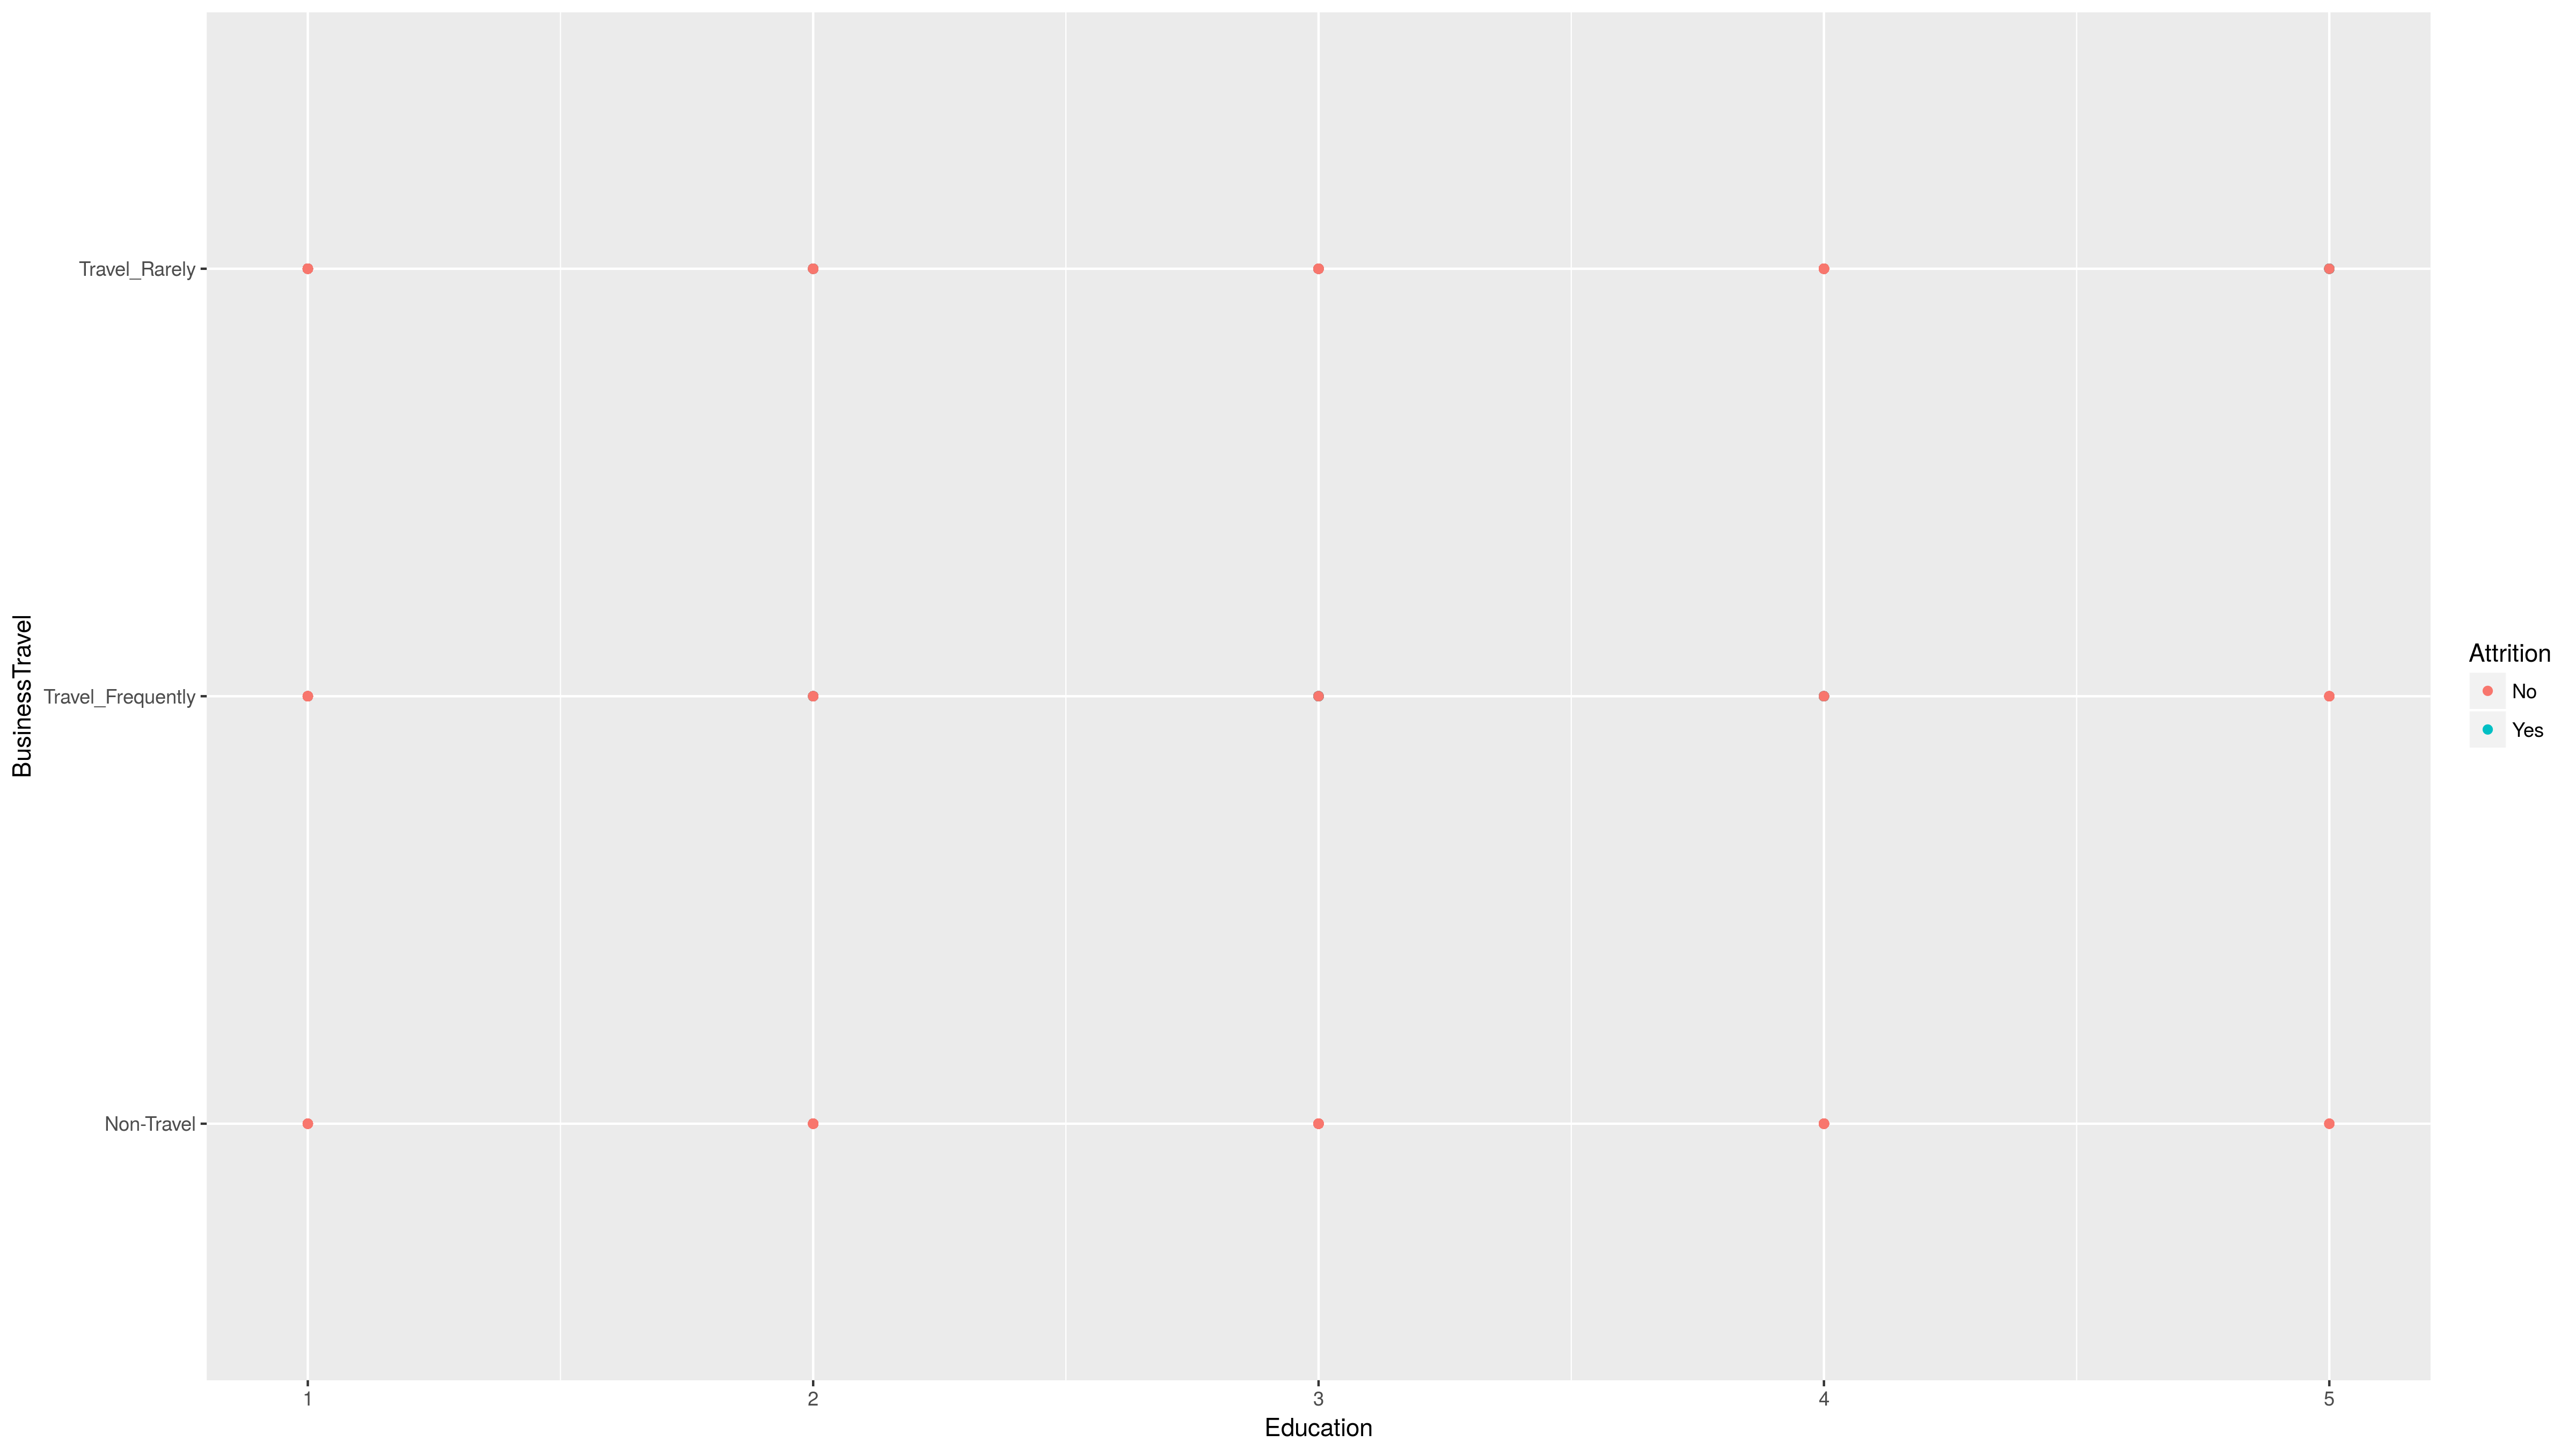 BusinessTravel
Travel_Rarely
Travel_Frequently
Non-Travel
1 2 3 4 5
Education
Attrition
No
Yes